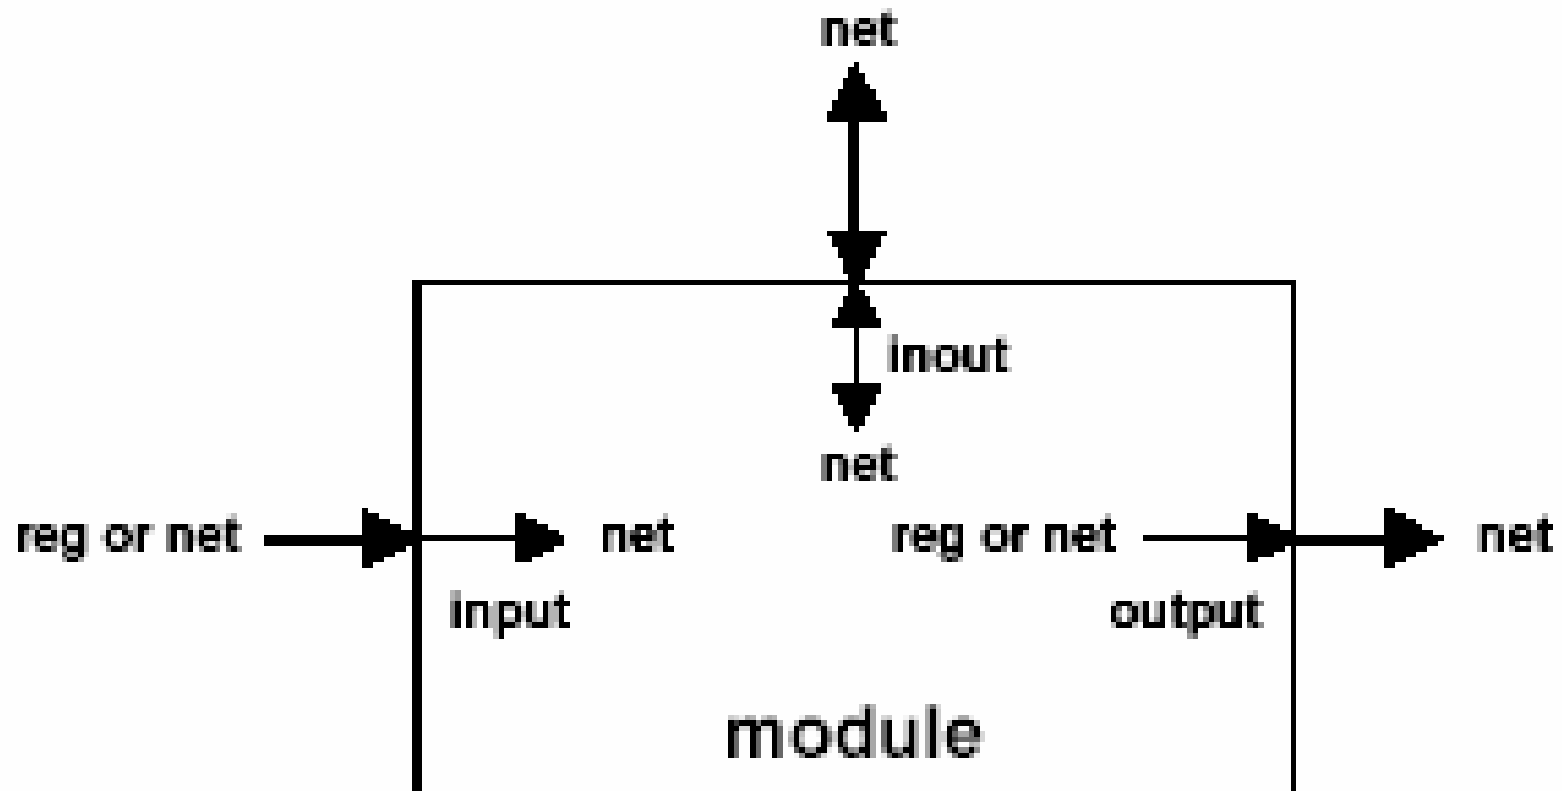 net
inout
net
reg or net
net
reg or net
net
input
output
module